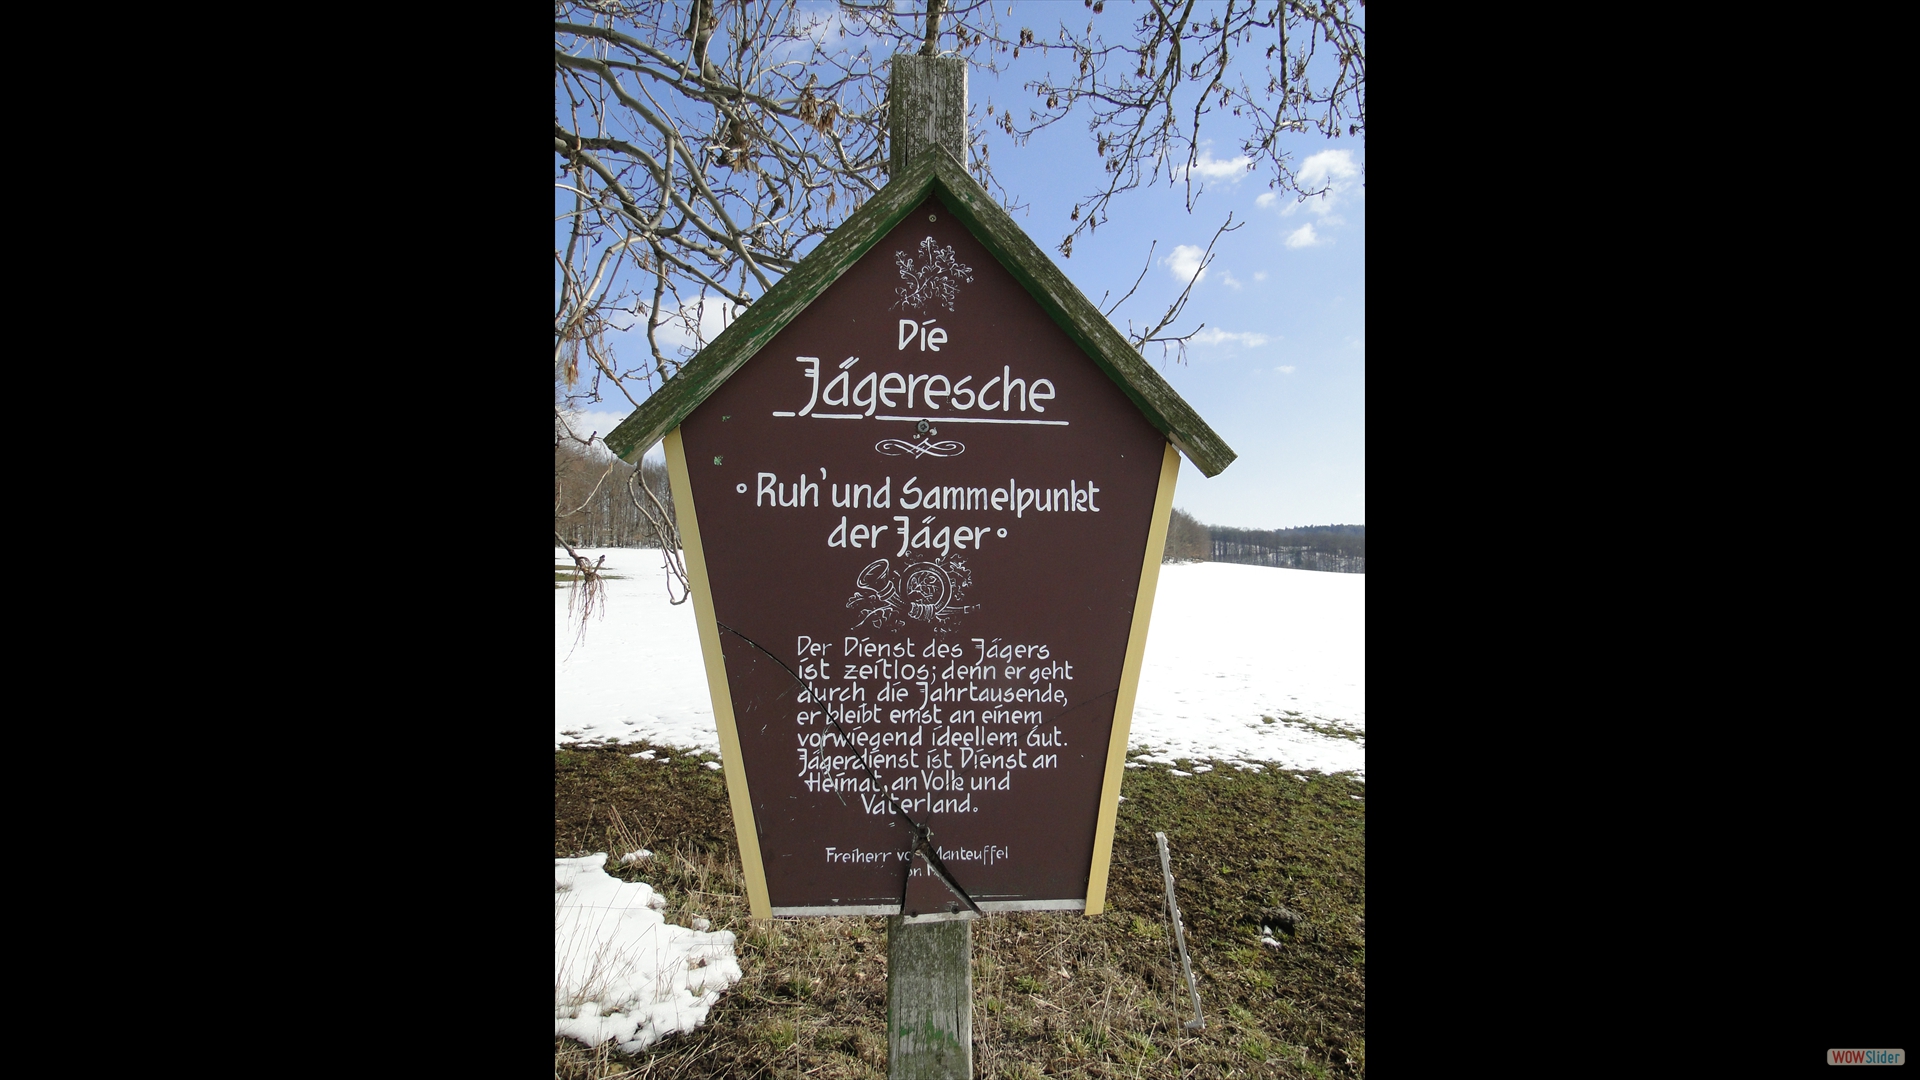 Die
Jägeresche
Ruh' und Sammelpunkt
der Jäger
Der Dienst des Jägers
ist zeitlos; denn er geht
durch die Jahrtausende,
er bleibt ernst an einem
vorwiegend ideellem Gut.
Jägerdienst ist Dienst an
Heimat, an Volk und
Vaterland.
Freiherr von Manteuffel
WOWSlider